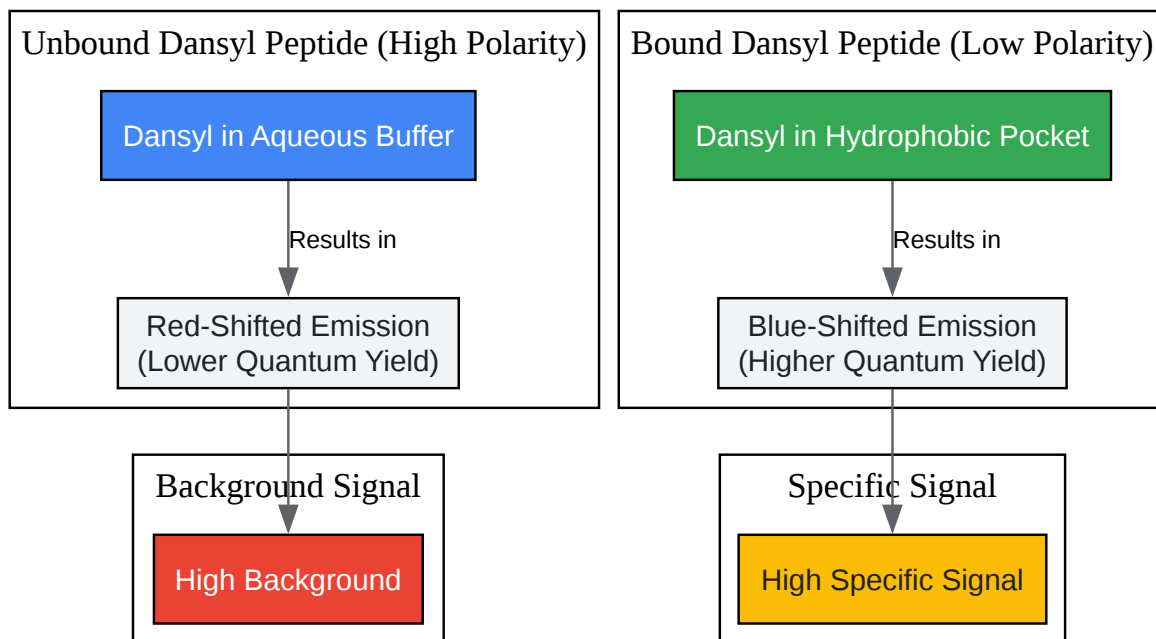 Unbound Dansyl Peptide (High Polarity)
Dansyl in Aqueous Buffer
Results in
Red-Shifted Emission
(Lower Quantum Yield)
Background Signal
High Background
Bound Dansyl Peptide (Low Polarity)
Dansyl in Hydrophobic Pocket
Results in
Blue-Shifted Emission
(Higher Quantum Yield)
Specific Signal
High Specific Signal